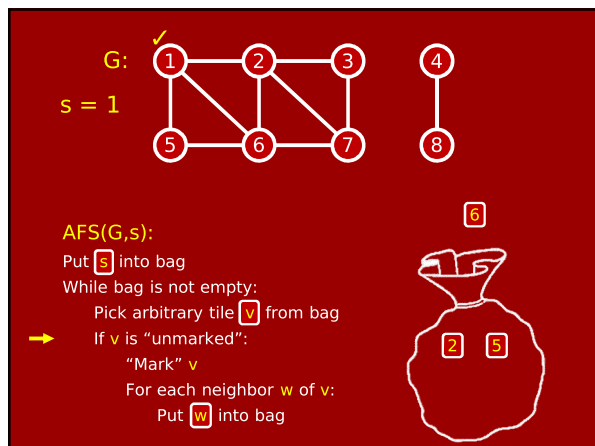 ✓
G: 1 2 3 4
s = 1
5 6 7 8
6
AFS(G,s):
Put s into bag
While bag is not empty:
Pick arbitrary tile v from bag
If v is “unmarked”:
“Mark” v
For each neighbor w of v:
Put w into bag
2 5